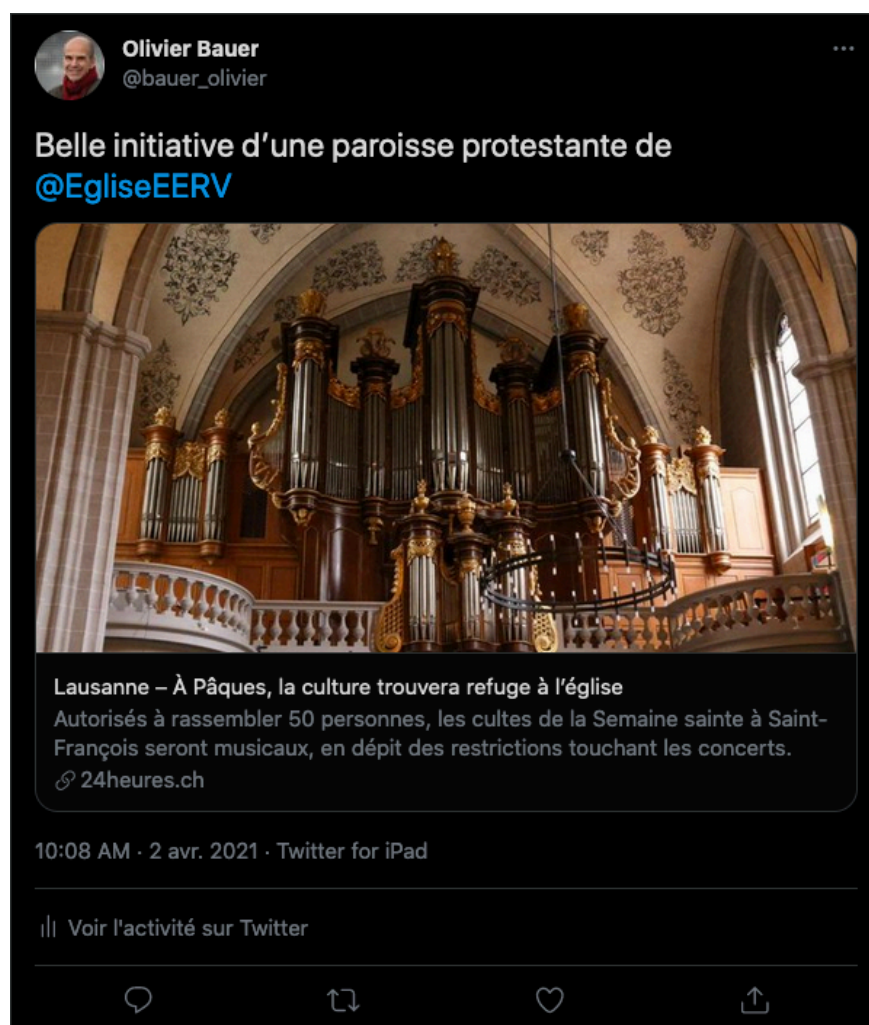 Olivier Bauer
@bauer_olivier
Belle initiative d’une paroisse protestante de
@EgliseEERV
Lausanne – À Pâques, la culture trouvera refuge à l’église
Autorisés à rassembler 50 personnes, les cultes de la Semaine sainte à Saint-
François seront musicaux, en dépit des restrictions touchant les concerts.
24heures.ch
10:08 AM · 2 avr. 2021 · Twitter for iPad
Voir l'activité sur Twitter